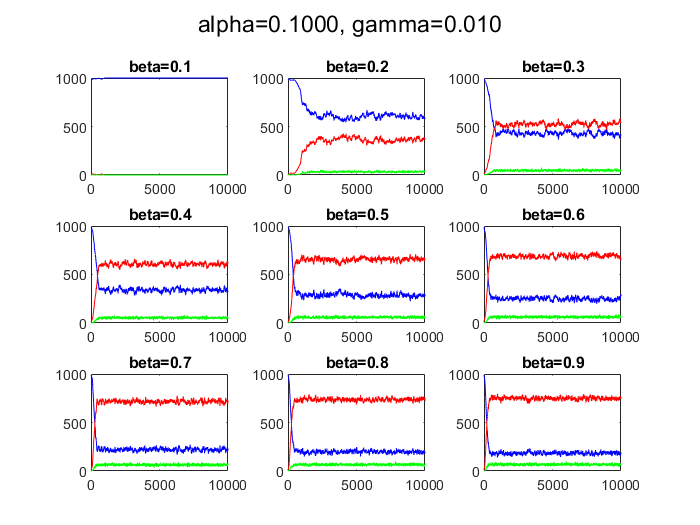 alpha=0.1000, gamma=0.010
beta=0.1 beta=0.2 beta=0.3
1000 1000 1000
500 500 500
0 0 0
0 5000 10000 0 5000 10000 0 5000 10000
beta=0.4 beta=0.5 beta=0.6
1000 1000 1000
500 500 500
0 0 0
0 5000 10000 0 5000 10000 0 5000 10000
beta=0.7 beta=0.8 beta=0.9
1000 1000 1000
500 500 500
0 0 0
0 5000 10000 0 5000 10000 0 5000 10000